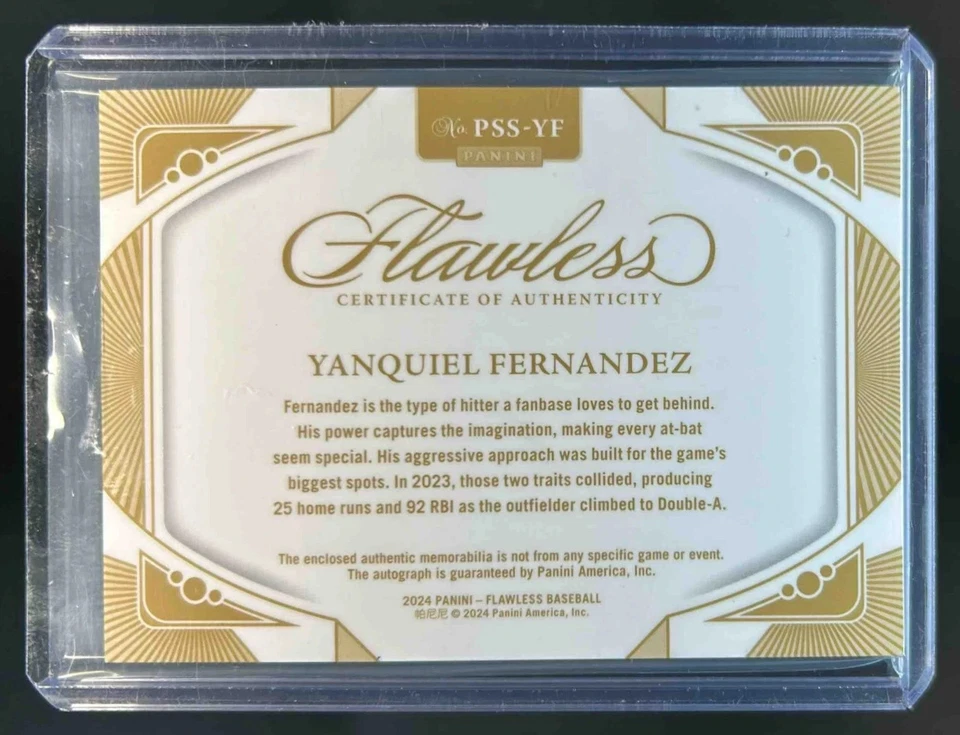 No. PSS-YF
PANINI
Flawless
CERTIFICATE OF AUTHENTICITY
YANQUIEL FERNANDEZ
Fernandez is the type of hitter a fanbase loves to get behind.
His power captures the imagination, making every at-bat
seem special. His aggressive approach was built for the game's
biggest spots. In 2023, those two traits collided, producing
25 home runs and 92 RBI as the outfielder climbed to Double-A.
The enclosed authentic memorabilia is not from any specific game or event.
The autograph is guaranteed by Panini America, Inc.
2024 PANINI – FLAWLESS BASEBALL
帕尼尼 © 2024 Panini America, Inc.